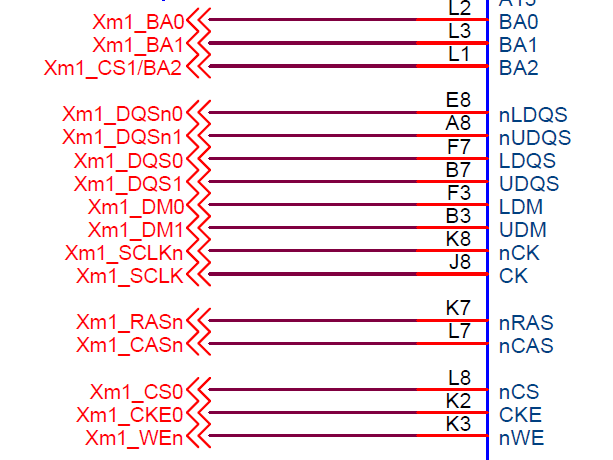 A15
Xm1_BA0 L2 BA0
Xm1_BA1 L3 BA1
Xm1_CS1/BA2 L1 BA2
Xm1_DQSn0 E8 nLDQS
Xm1_DQSn1 A8 nUDQS
Xm1_DQS0 F7 LDQS
Xm1_DQS1 B7 UDQS
Xm1_DM0 F3 LDM
Xm1_DM1 B3 UDM
Xm1_SCLKn K8 nCK
Xm1_SCLK J8 CK
Xm1_RASn K7 nRAS
Xm1_CASn L7 nCAS
Xm1_CS0 L8 nCS
Xm1_CKE0 K2 CKE
Xm1_WEn K3 nWE